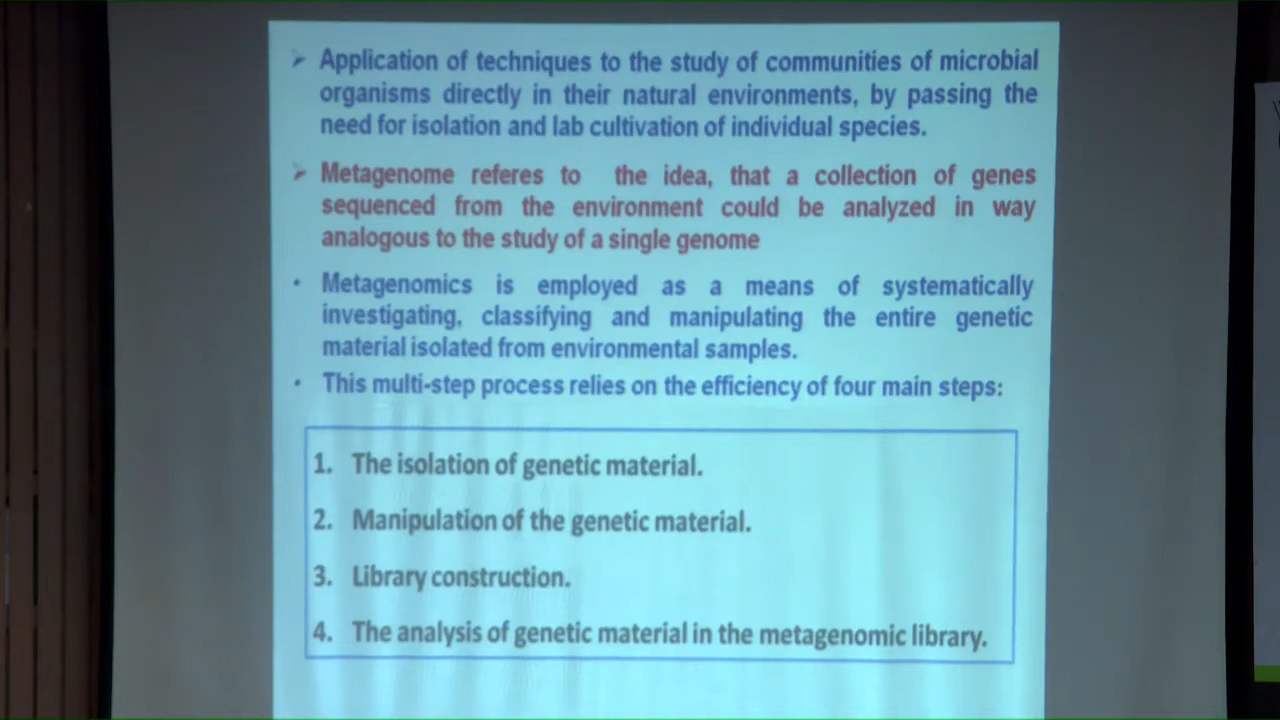 ➢ Application of techniques to the study of communities of microbial
organisms directly in their natural environments, by passing the
need for isolation and lab cultivation of individual species.
➢ Metagenome referes to the idea, that a collection of genes
sequenced from the environment could be analyzed in way
analogous to the study of a single genome
• Metagenomics is employed as a means of systematically
investigating, classifying and manipulating the entire genetic
material isolated from environmental samples.
• This multi-step process relies on the efficiency of four main steps:
1. The isolation of genetic material.
2. Manipulation of the genetic material.
3. Library construction.
4. The analysis of genetic material in the metagenomic library.